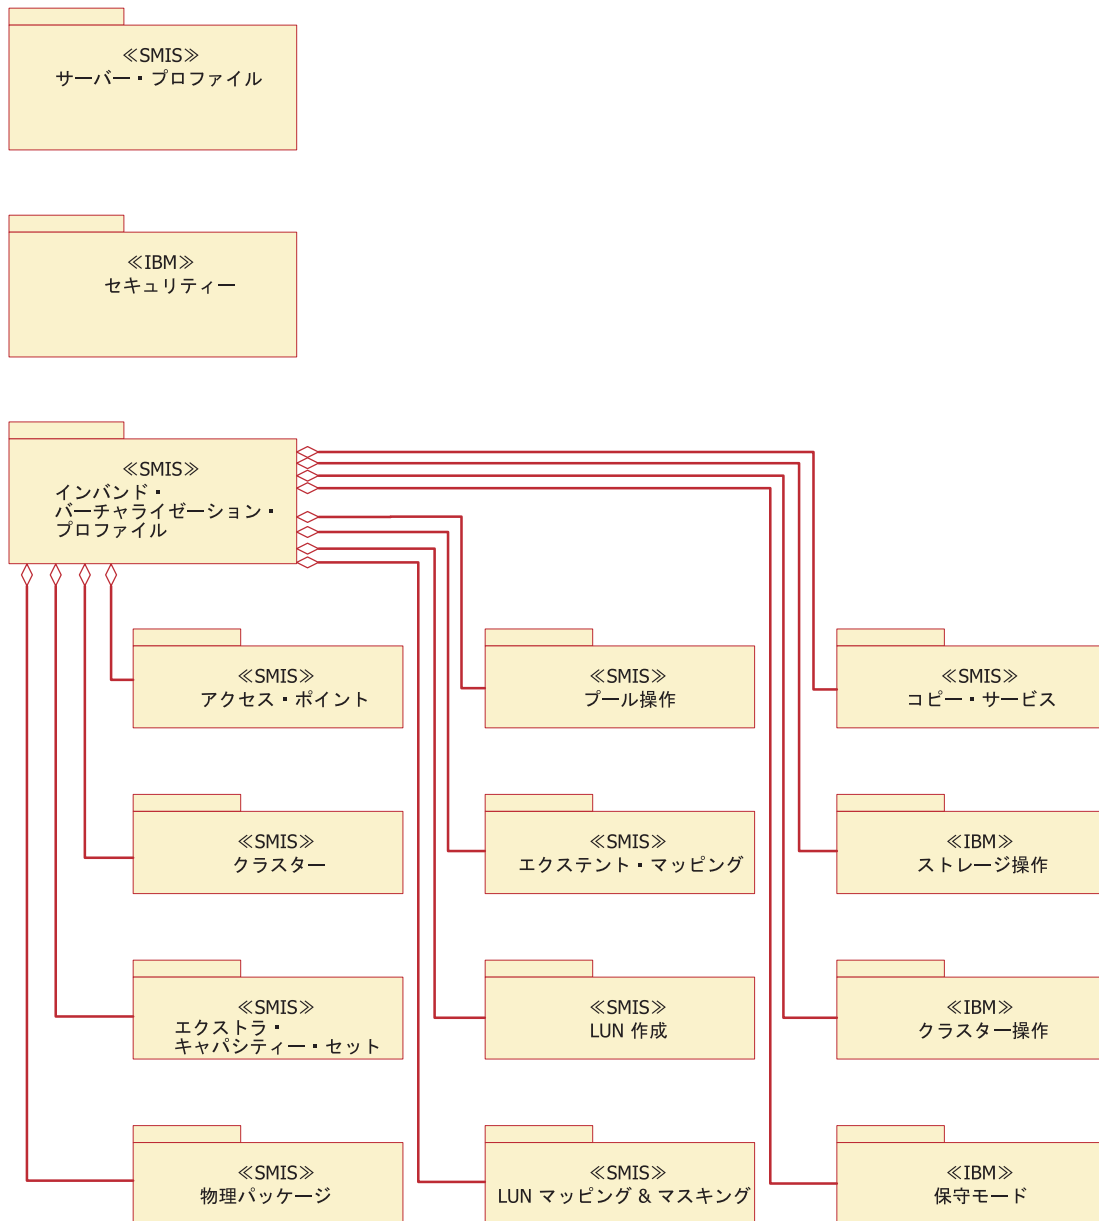 ≪SMIS≫
サーバー・プロファイル
≪IBM≫
セキュリティー
≪SMIS≫
インバンド・
バーチャライゼーション・
プロファイル
≪SMIS≫
アクセス・ポイント
≪SMIS≫
プール操作
≪SMIS≫
コピー・サービス
≪SMIS≫
クラスター
≪SMIS≫
エクステント・マッピング
≪IBM≫
ストレージ操作
≪SMIS≫
エクストラ・
キャパシティー・セット
≪SMIS≫
LUN 作成
≪IBM≫
クラスター操作
≪SMIS≫
物理パッケージ
≪SMIS≫
LUN マッピング & マスキング
≪IBM≫
保守モード